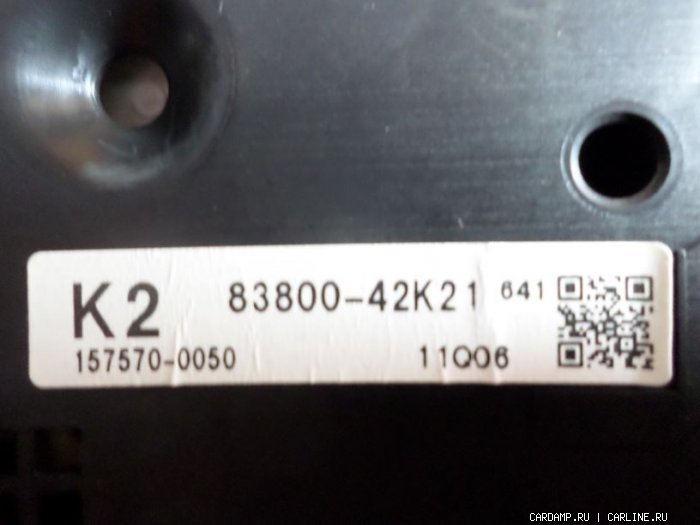 K2 83800-42K21 641
157570-0050 11Q06
CARDAMP.RU | CARLINE.RU